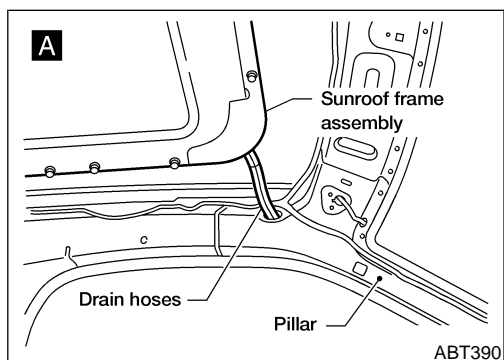 A
Sunroof frame
assembly
Drain hoses
Pillar
ABT390